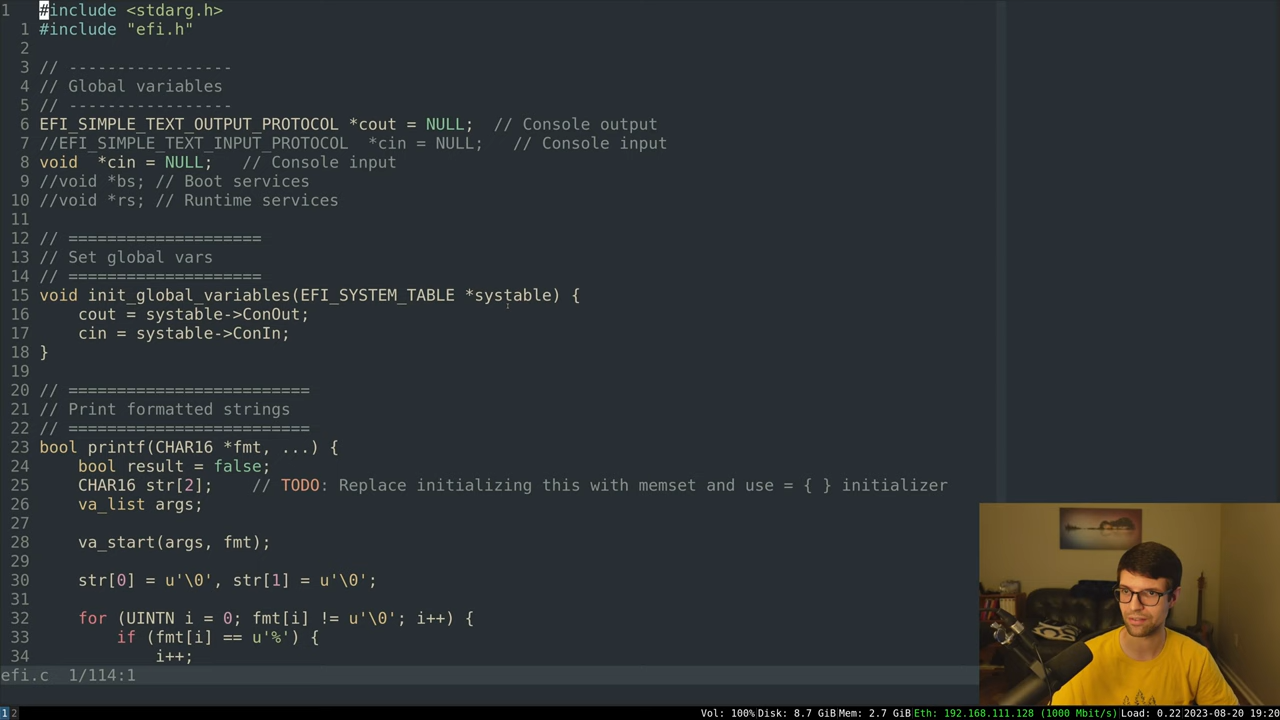 1   #include <stdarg.h>
1 #include "efi.h"
2
3 // -----------------
4 // Global variables
5 // -----------------
6 EFI_SIMPLE_TEXT_OUTPUT_PROTOCOL *cout = NULL;  // Console output
7 //EFI_SIMPLE_TEXT_INPUT_PROTOCOL  *cin = NULL;   // Console input
8 void  *cin = NULL;   // Console input
9 //void *bs; // Boot services
10 //void *rs; // Runtime services
11
12 // ====================
13 // Set global vars
14 // ====================
15 void init_global_variables(EFI_SYSTEM_TABLE *systable) {
16     cout = systable->ConOut;
17     cin = systable->ConIn;
18 }
19
20 // =========================
21 // Print formatted strings
22 // =========================
23 bool printf(CHAR16 *fmt, ...) {
24     bool result = false;
25     CHAR16 str[2];    // TODO: Replace initializing this with memset and use = { } initializer
26     va_list args;
27
28     va_start(args, fmt);
29
30     str[0] = u'\0', str[1] = u'\0';
31
32     for (UINTN i = 0; fmt[i] != u'\0'; i++) {
33         if (fmt[i] == u'%') {
34             i++;
efi.c  1/114:1
1 2 Vol: 100% Disk: 8.7 GiB Mem: 2.7 GiB Eth: 192.168.111.128 (1000 Mbit/s) Load: 0.22 2023-08-20 19:20